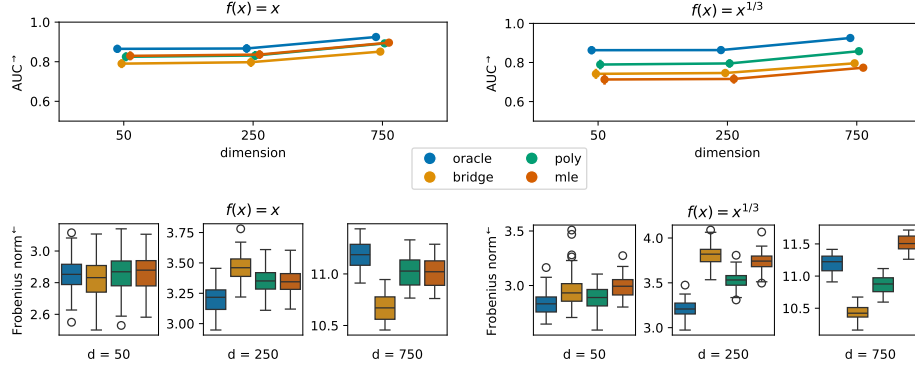 f(x) = x
f(x) = x^{1/3}
1.0
0.8
0.6
AUC→
50
250
750
dimension
1.0
0.8
0.6
AUC→
50
250
750
dimension
oracle
poly
bridge
mle
f(x) = x
f(x) = x^{1/3}
Frobenius norm←
3.0
2.8
2.6
d = 50
3.75
3.50
3.25
3.00
d = 250
11.0
10.5
d = 750
Frobenius norm←
3.5
3.0
d = 50
4.0
3.5
3.0
d = 250
11.5
11.0
10.5
d = 750